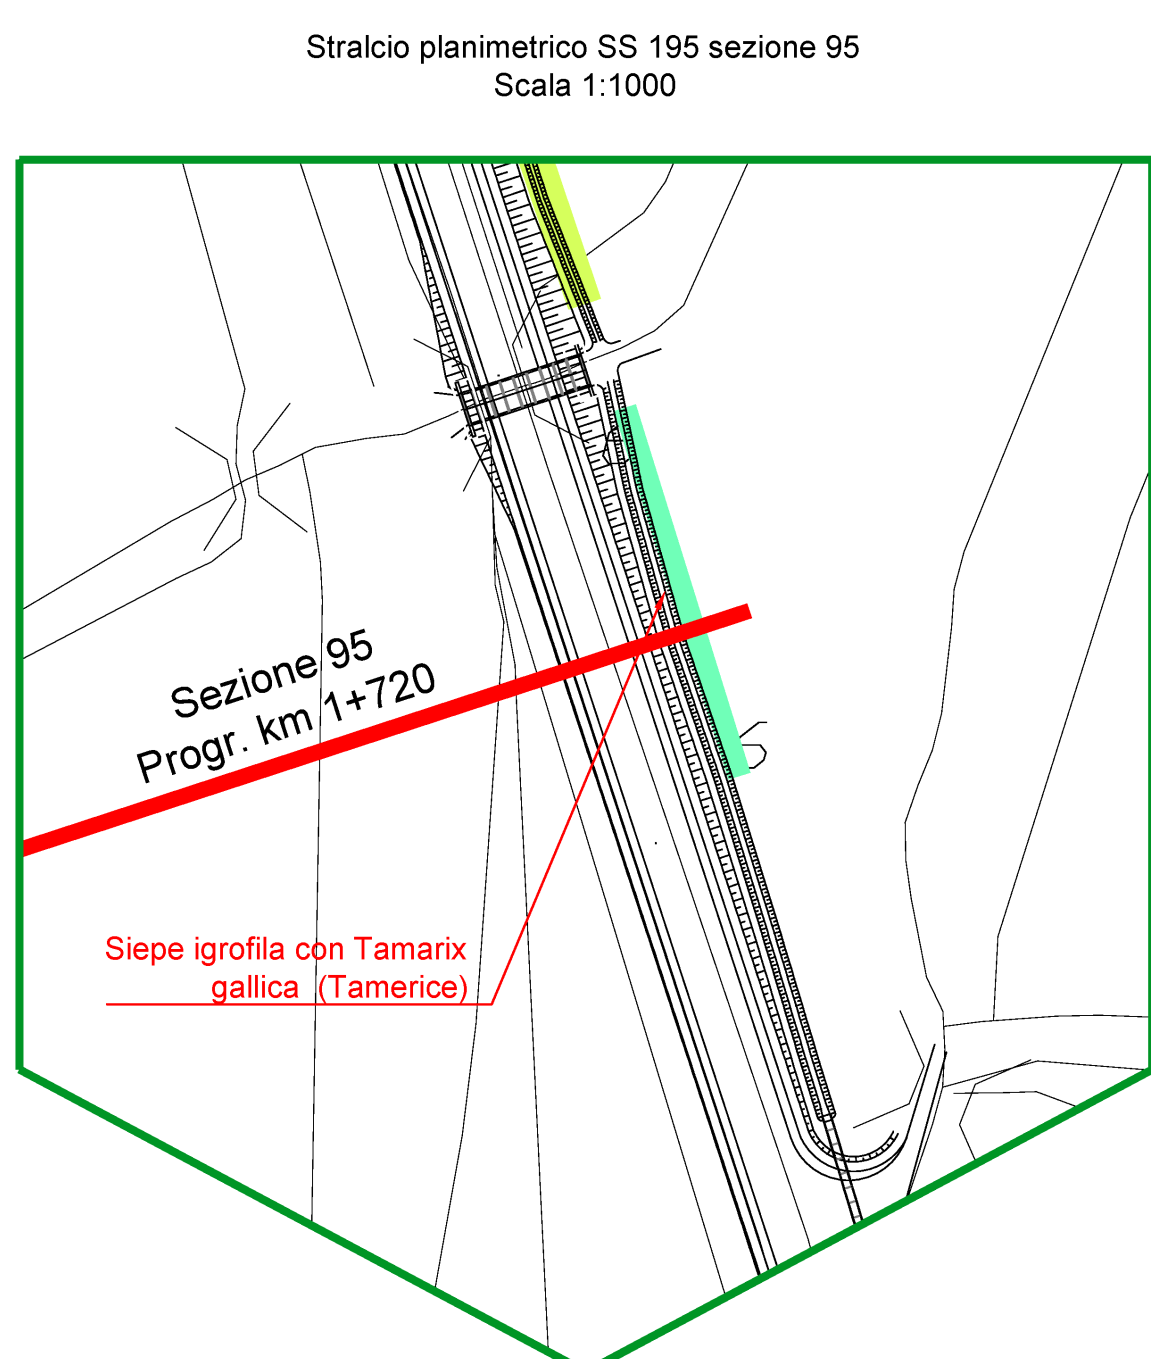 Stralcio planimetrico SS 195 sezione 95
Scala 1:1000
Sezione 95
Progr. km 1+720
Siepe igrofila con Tamarix
gallica (Tamerice)